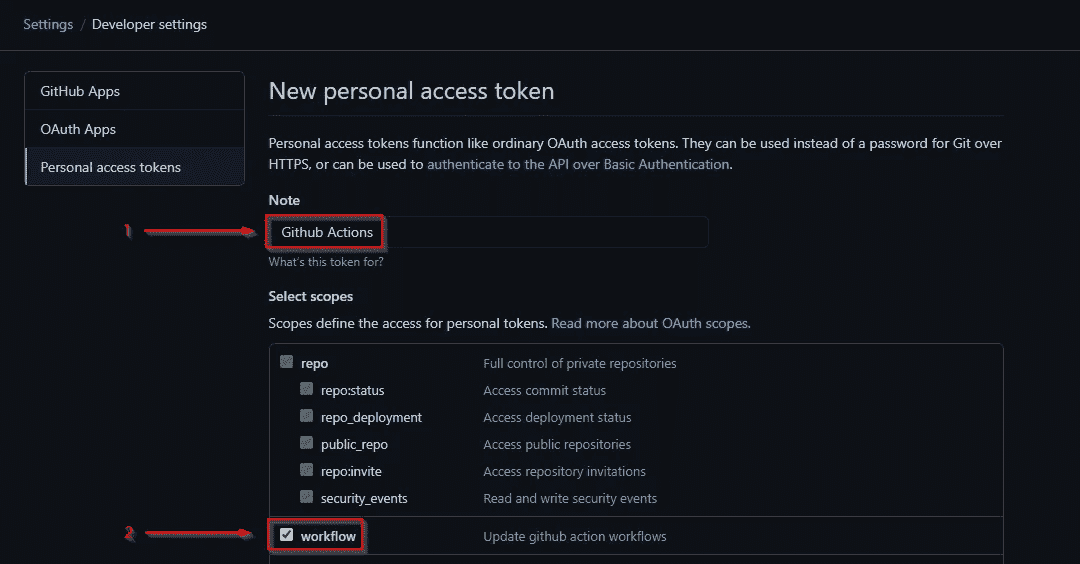 Settings / Developer settings
GitHub Apps
OAuth Apps
Personal access tokens
New personal access token
Personal access tokens function like ordinary OAuth access tokens. They can be used instead of a password for Git over
HTTPS, or can be used to authenticate to the API over Basic Authentication.
Note
1
Github Actions
What's this token for?
Select scopes
Scopes define the access for personal tokens. Read more about OAuth scopes.
repo Full control of private repositories
repo:status Access commit status
repo_deployment Access deployment status
public_repo Access public repositories
repo:invite Access repository invitations
security_events Read and write security events
2
workflow Update github action workflows